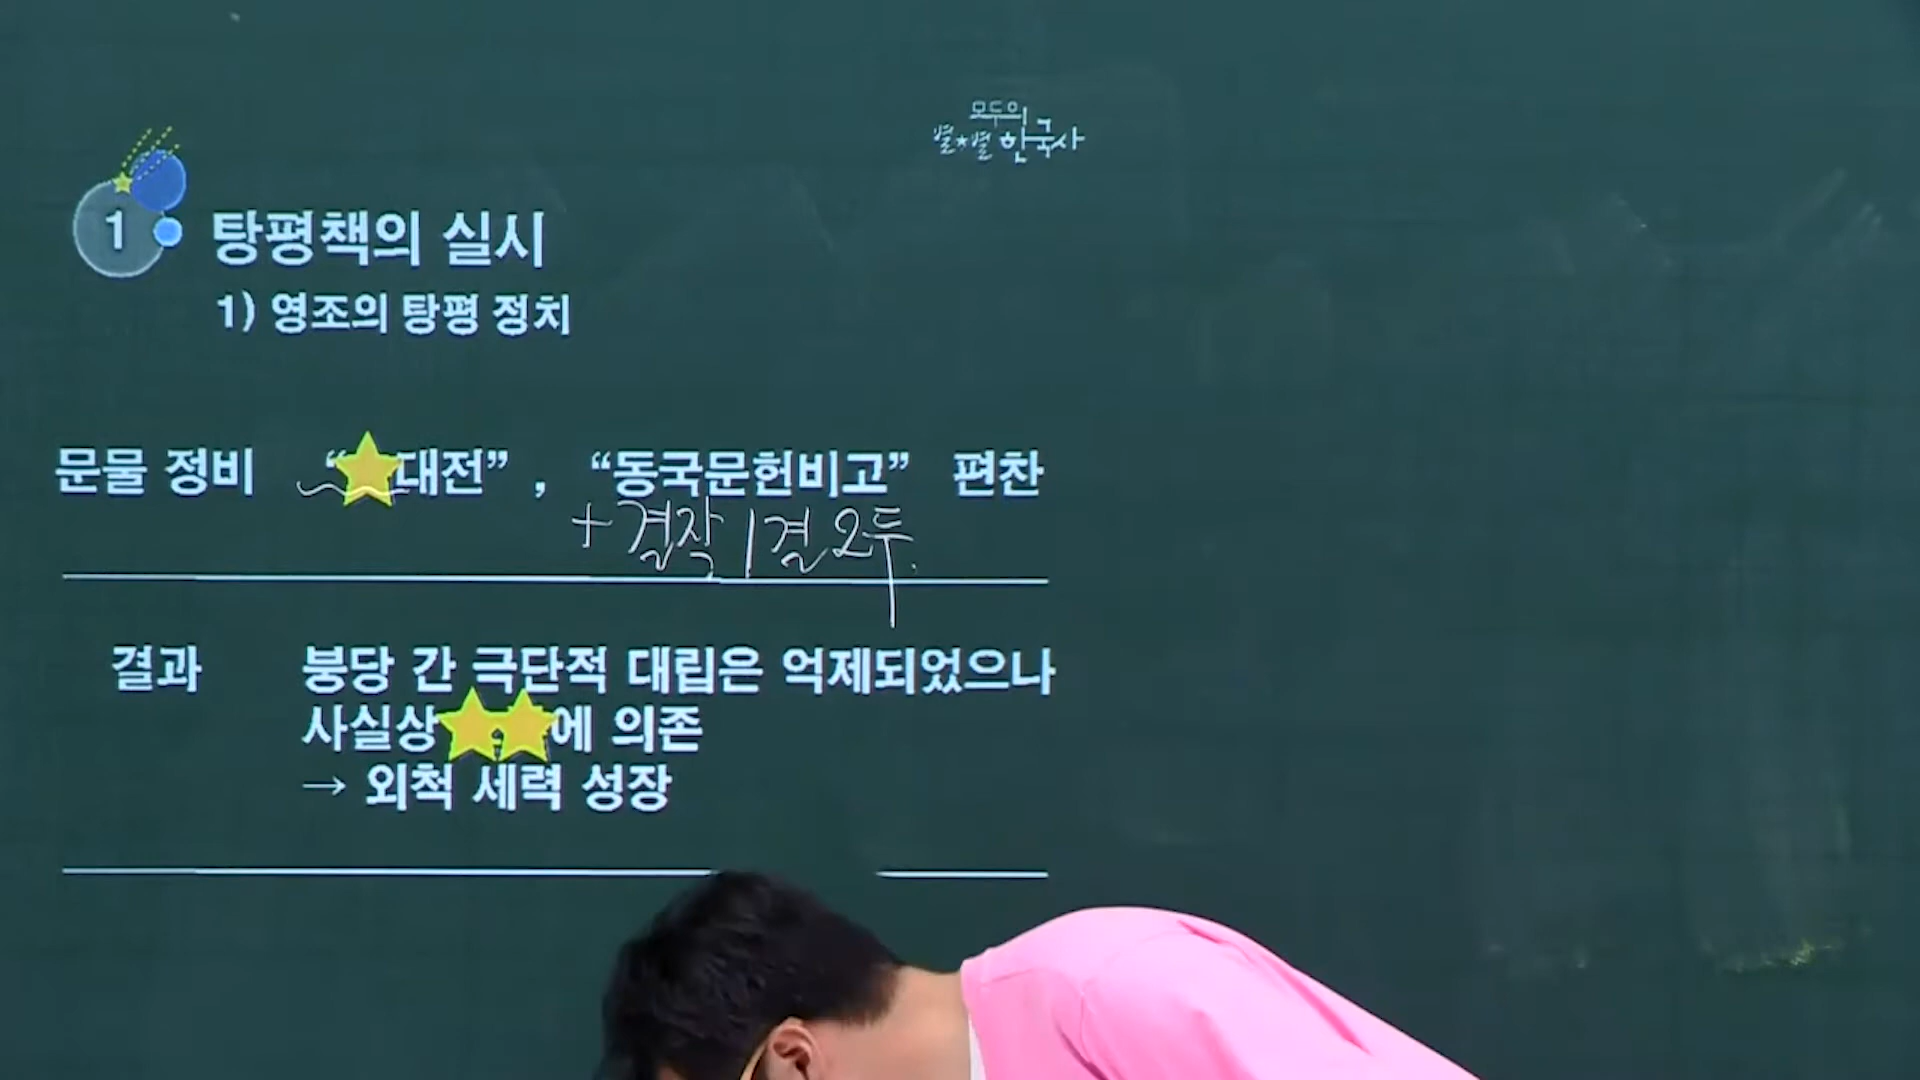 모두의
별★별 한국사
1 탕평책의 실시
1) 영조의 탕평 정치
문물 정비 “★대전”, “동국문헌비고” 편찬
+ 결작 1결 2두.
결과 붕당 간 극단적 대립은 억제되었으나
사실상 ★★에 의존
→ 외척 세력 성장